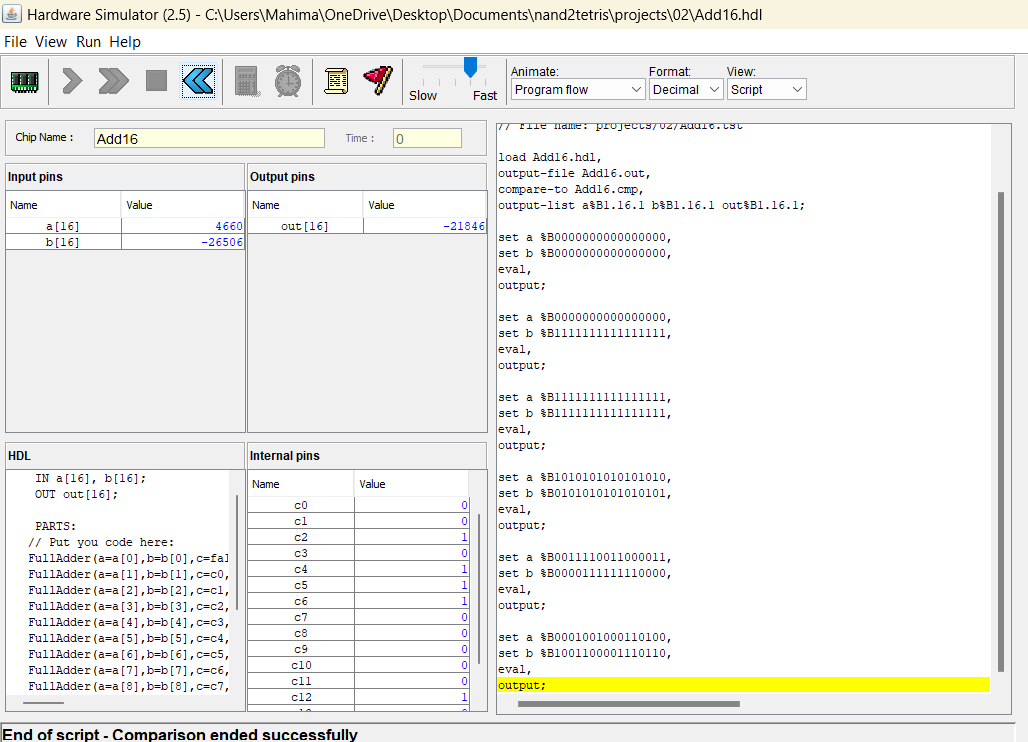 Hardware Simulator (2.5) - C:\Users\Mahima\OneDrive\Desktop\Documents\nand2tetris\projects\02\Add16.hdl
File View Run Help
Slow Fast
Animate: Format: View:
Program flow Decimal Script
Chip Name : Add16 Time : 0
Input pins
Name Value
a[16] 4660
b[16] -26506
Output pins
Name Value
out[16] -21846
HDL
IN a[16], b[16];
OUT out[16];
PARTS:
// Put you code here:
FullAdder(a=a[0],b=b[0],c=fal
FullAdder(a=a[1],b=b[1],c=c0,
FullAdder(a=a[2],b=b[2],c=c1,
FullAdder(a=a[3],b=b[3],c=c2,
FullAdder(a=a[4],b=b[4],c=c3,
FullAdder(a=a[5],b=b[5],c=c4,
FullAdder(a=a[6],b=b[6],c=c5,
FullAdder(a=a[7],b=b[7],c=c6,
FullAdder(a=a[8],b=b[8],c=c7,
Internal pins
Name Value
c0 0
c1 0
c2 1
c3 0
c4 1
c5 1
c6 1
c7 0
c8 0
c9 0
c10 0
c11 0
c12 1
// File name: projects/02/Add16.tst
load Add16.hdl,
output-file Add16.out,
compare-to Add16.cmp,
output-list a%B1.16.1 b%B1.16.1 out%B1.16.1;
set a %B0000000000000000,
set b %B0000000000000000,
eval,
output;
set a %B0000000000000000,
set b %B1111111111111111,
eval,
output;
set a %B1111111111111111,
set b %B1111111111111111,
eval,
output;
set a %B1010101010101010,
set b %B0101010101010101,
eval,
output;
set a %B0011110011000011,
set b %B0000111111110000,
eval,
output;
set a %B0001001000110100,
set b %B1001100001110110,
eval,
output;
End of script - Comparison ended successfully